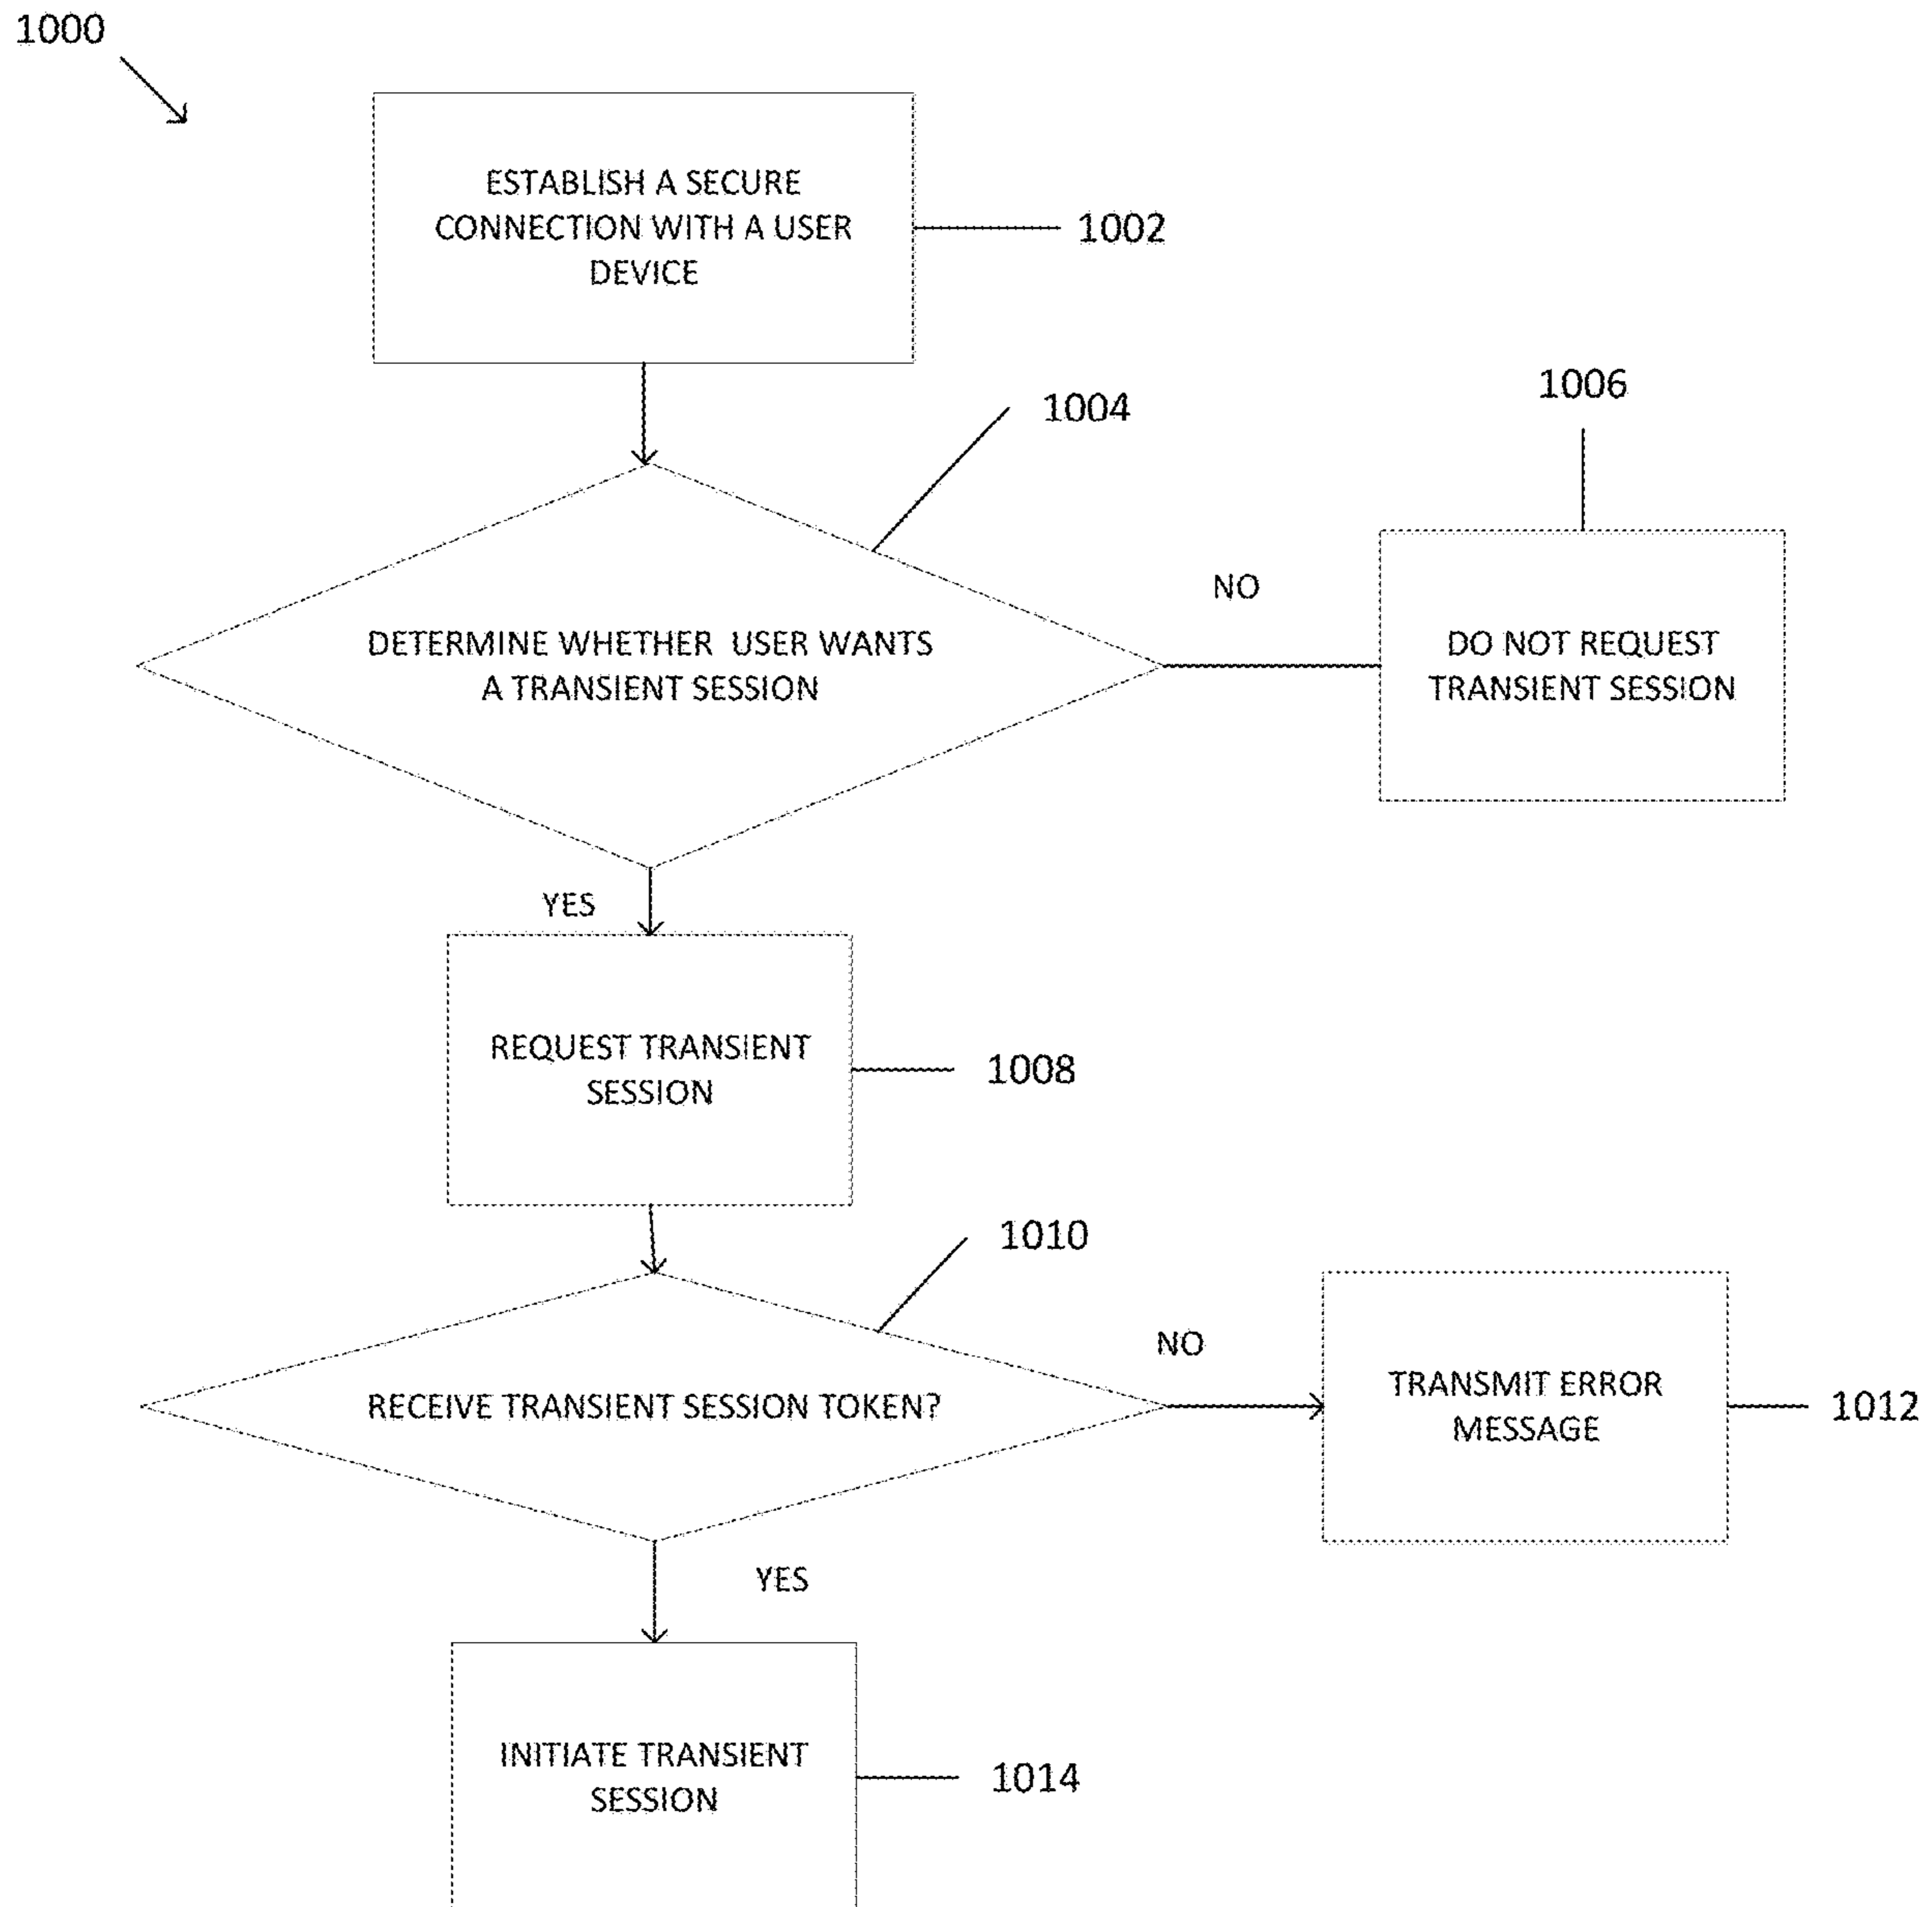 1000
ESTABLISH A SECURE
CONNECTION WITH A USER
DEVICE
1002
1004
1006
NO
DETERMINE WHETHER USER WANTS
A TRANSIENT SESSION
DO NOT REQUEST
TRANSIENT SESSION
YES
REQUEST TRANSIENT
SESSION
1008
1010
NO
RECEIVE TRANSIENT SESSION TOKEN?
TRANSMIT ERROR
MESSAGE
1012
YES
INITIATE TRANSIENT
SESSION
1014